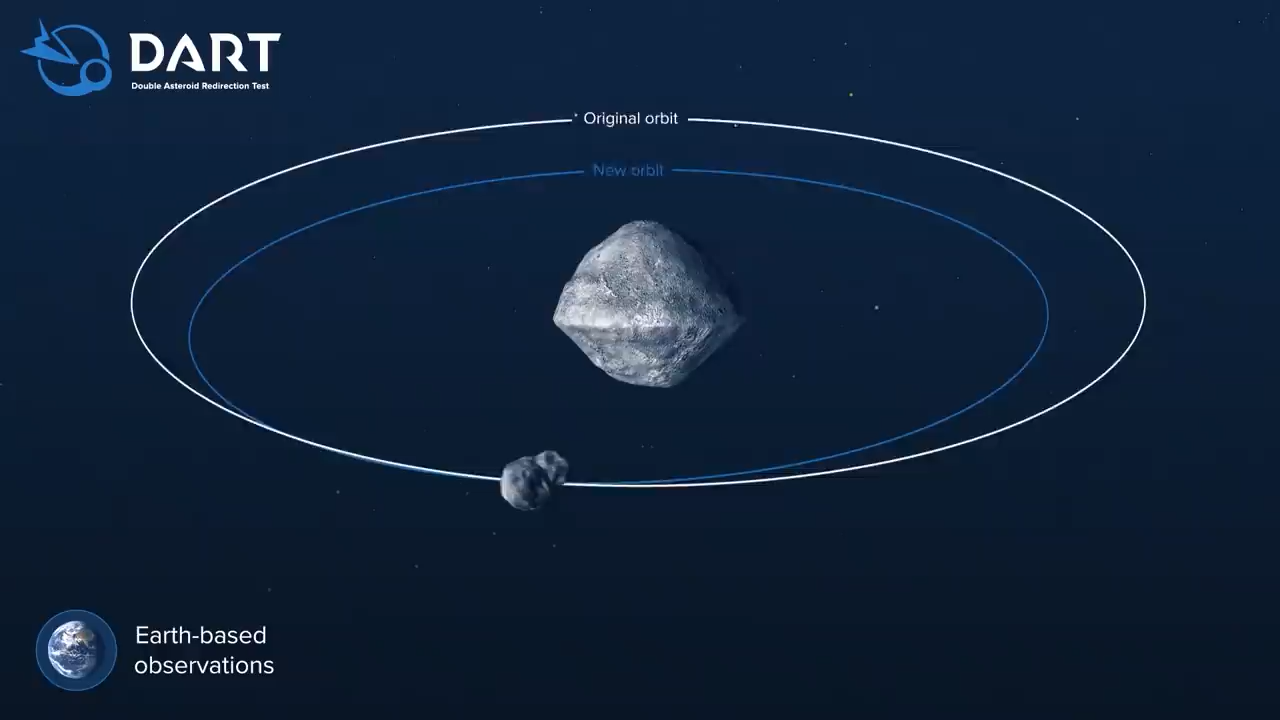 DART
Double Asteroid Redirection Test
Original orbit
New orbit
Earth-based
observations